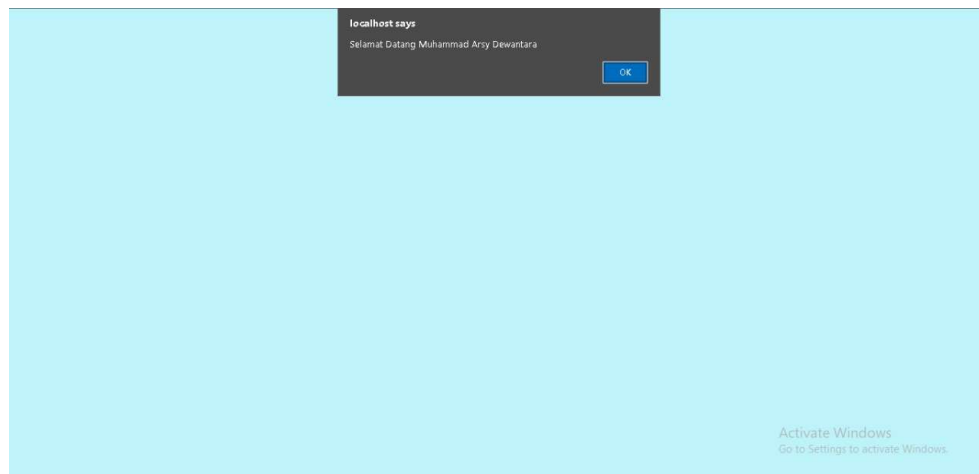 localhost says
Selamat Datang Muhammad Arsy Dewantara
OK
Activate Windows
Go to Settings to activate Windows.